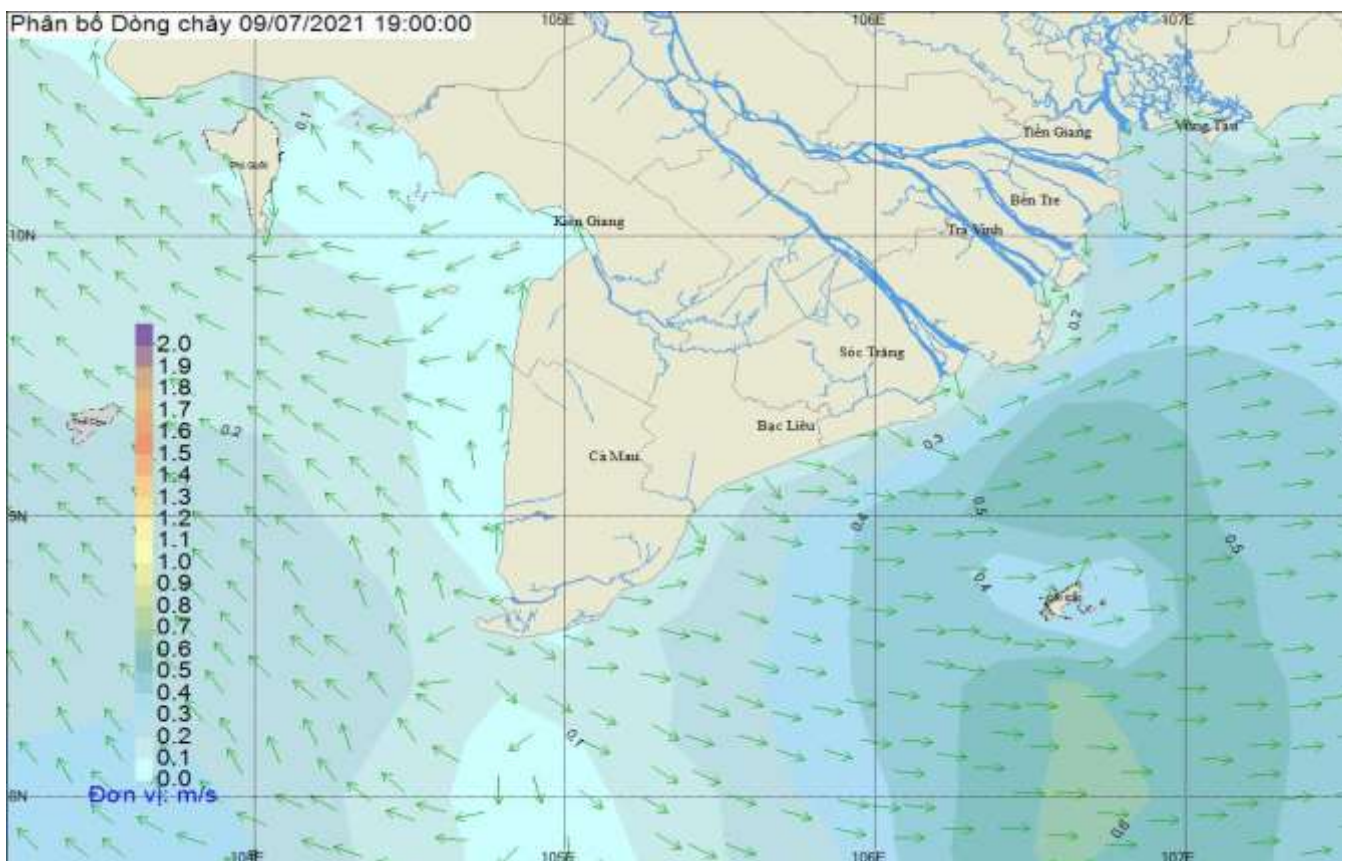 Phân bố Dòng chảy 09/07/2021 19:00:00
105E
106E
107E
Vũng Tàu
Tiền Giang
0.1
Bến Tre
Kiên Giang
Trà Vinh
10N
0.2
2.0
1.9
1.8
1.7
1.6
1.5
1.4
1.3
1.2
1.1
1.0
0.9
0.8
0.7
0.6
0.5
0.4
0.3
0.2
0.1
0.0
Đơn vị: m/s
Sóc Trăng
Bạc Liêu
0.2
0.3
Cà Mau
9N
0.4
0.5
0.5
0.4
0.1
8N
0.6
104E
105E
106E
107E